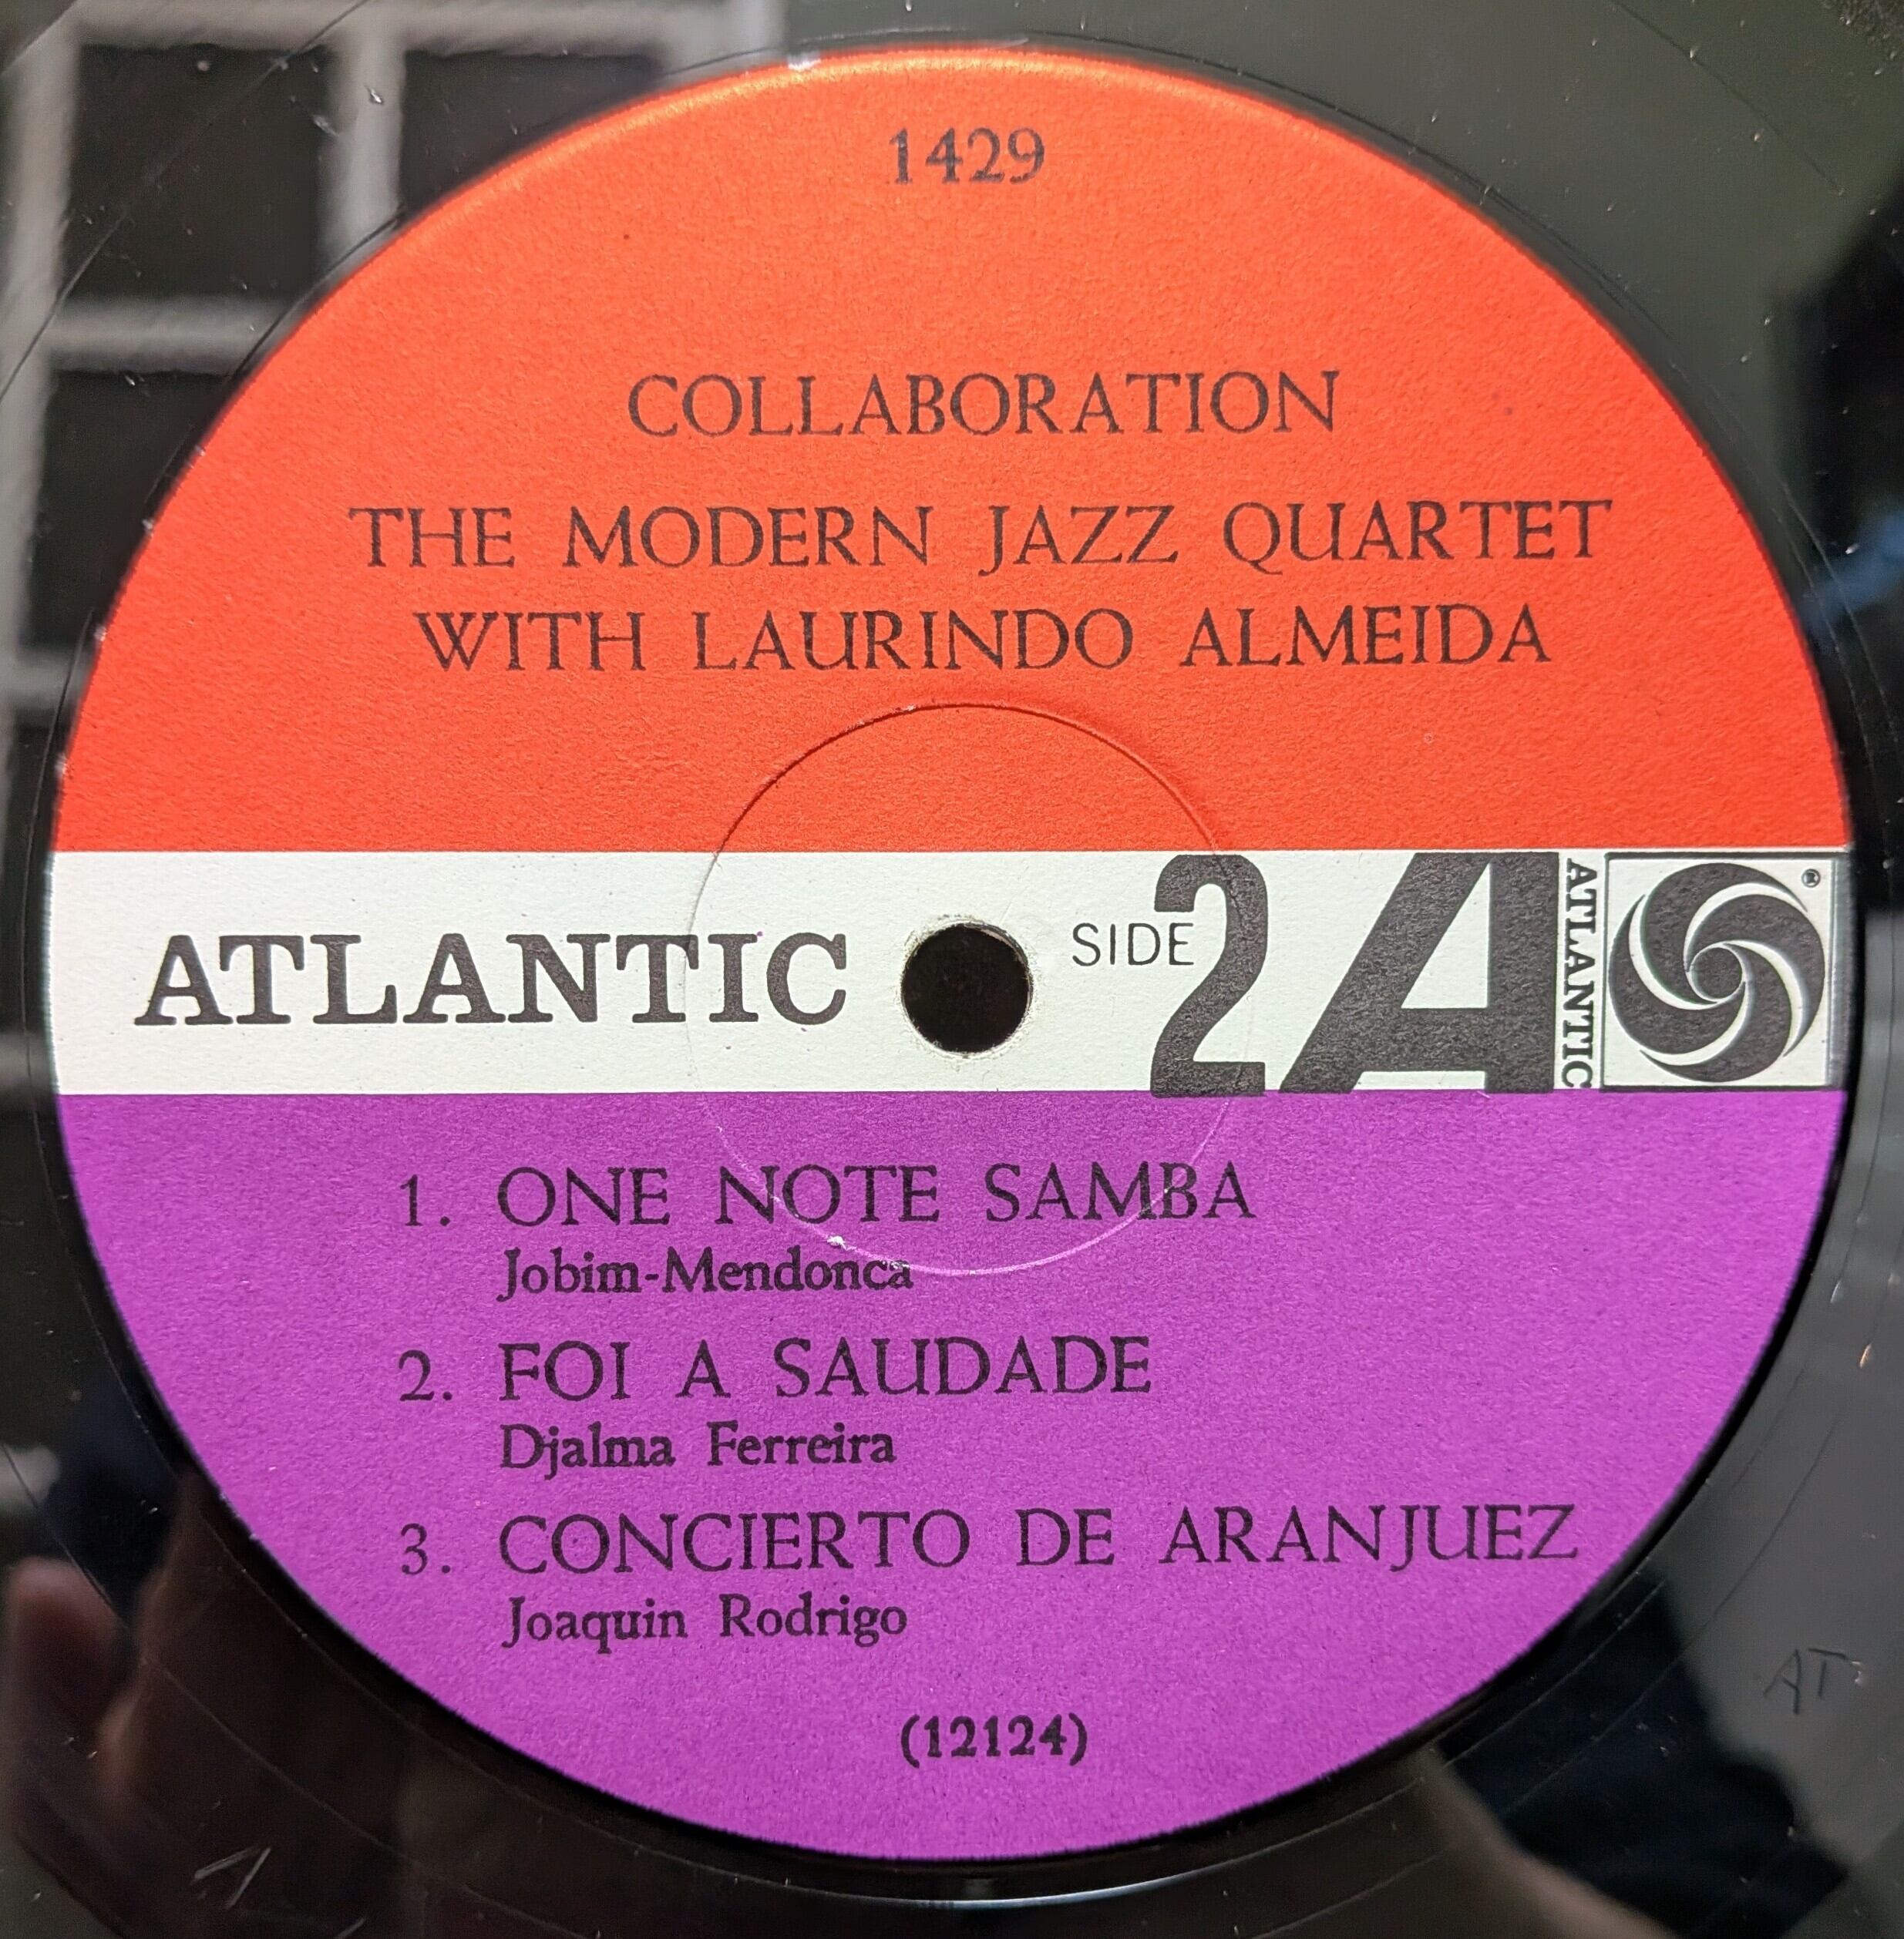 1429
COLLABORATION
THE MODERN JAZZ QUARTET
WITH LAURINDO ALMEIDA
ATLANTIC
SIDE 2
A
ATLANTIC
®
1. ONE NOTE SAMBA
Jobim-Mendonca
2. FOI A SAUDADE
Djalma Ferreira
3. CONCIERTO DE ARANJUEZ
Joaquin Rodrigo
(12124)
AT